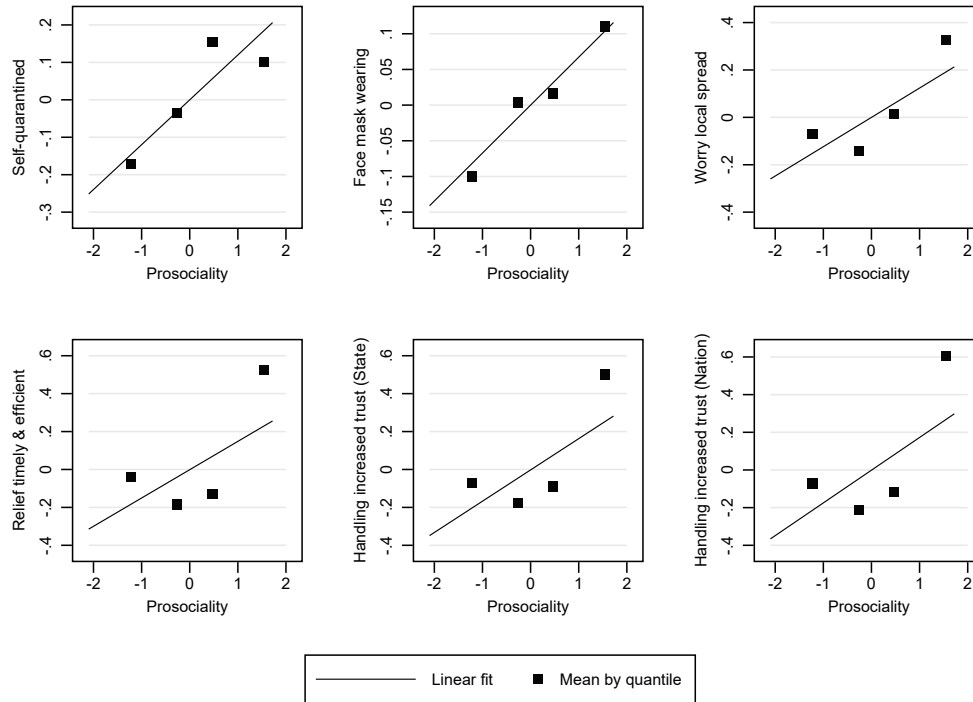 Self-quarantined
.2
.1
0
-.1
-.2
-.3
-2 -1 0 1 2
Prosociality
Face mask wearing
.1
.05
0
-.05
-.1
-.15
-2 -1 0 1 2
Prosociality
Worry local spread
.4
.2
0
-.2
-.4
-2 -1 0 1 2
Prosociality
Relief timely & efficient
.6
.4
.2
0
-.2
-.4
-2 -1 0 1 2
Prosociality
Handling increased trust (State)
.6
.4
.2
0
-.2
-.4
-2 -1 0 1 2
Prosociality
Handling increased trust (Nation)
.6
.4
.2
0
-.2
-.4
-2 -1 0 1 2
Prosociality
Linear fit Mean by quantile